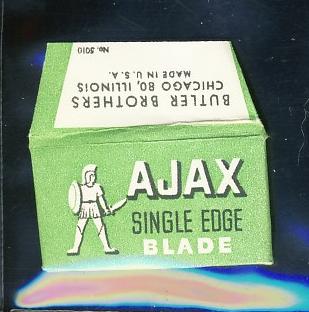 BUTLER BROTHERS
CHICAGO 80, ILLINOIS
MADE IN U.S.A.
No. 5010
AJAX
SINGLE EDGE
BLADE